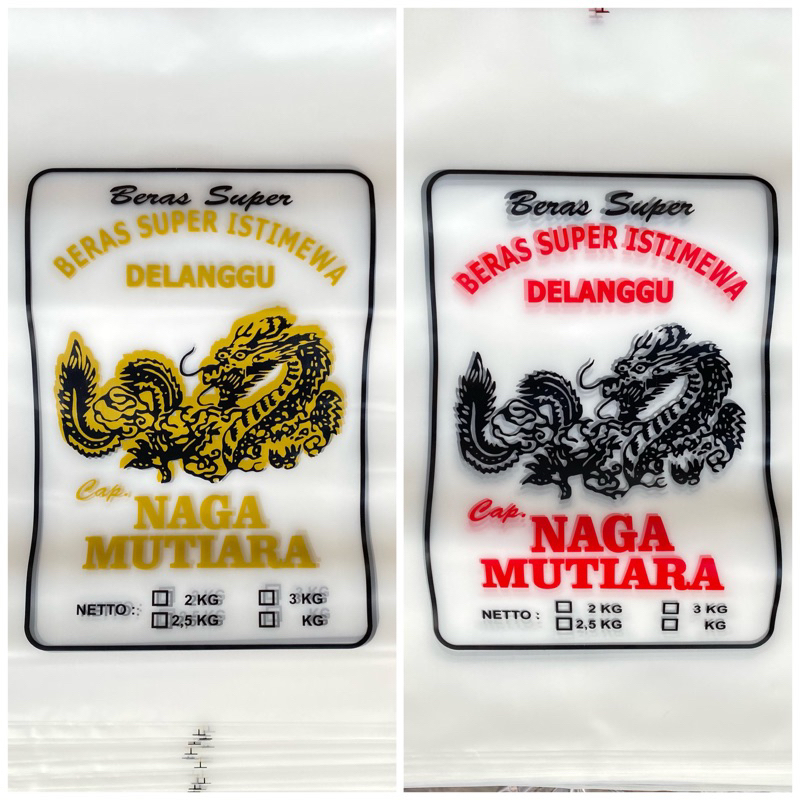 Beras Super
BERAS SUPER ISTIMEWA
DELANGGU
Cap.
NAGA
MUTIARA
NETTO : 2 KG 3 KG
2,5 KG KG
Beras Super
BERAS SUPER ISTIMEWA
DELANGGU
Cap.
NAGA
MUTIARA
NETTO : 2 KG 3 KG
2,5 KG KG